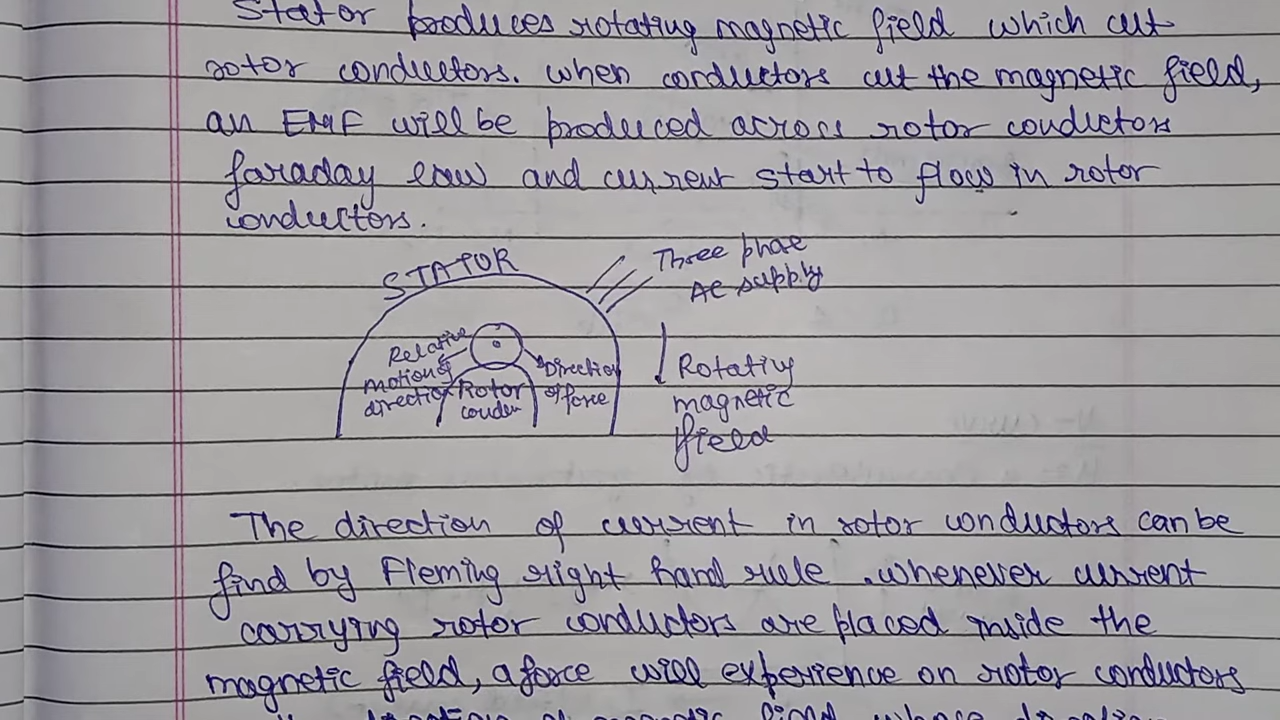 Stator produces rotating magnetic field which cut
rotor conductors. when conductors cut the magnetic field,
an EMF will be produced across rotor conductors
faraday law and current start to flow in rotor
conductors.
STATOR
Three phase
AC supply
Relative
motion of
direction
Rotor
Direction
of force
Rotating
magnetic
field
The direction of current in rotor conductors can be
find by Fleming right hand rule . whenever current
carrying rotor conductors are placed inside the
magnetic field, a force will experience on rotor conductors